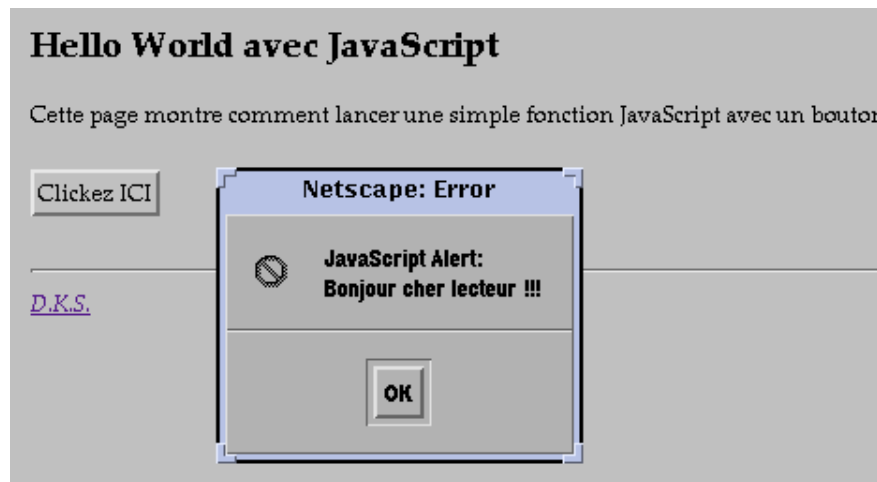 Hello World avec JavaScript
Cette page montre comment lancer une simple fonction JavaScript avec un bouton
Clickez ICI
Netscape: Error
JavaScript Alert:
Bonjour cher lecteur !!!
D.K.S.
OK